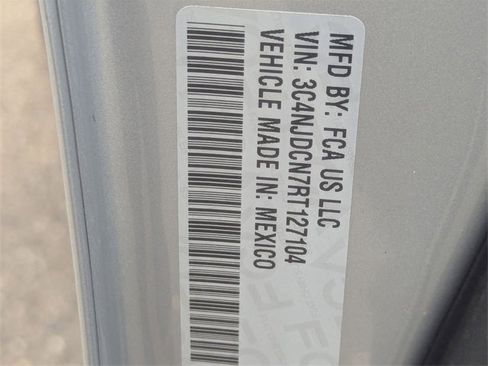 MFD BY: FCA US LLC
VIN: 3C4NJDCN7RT127104
VEHICLE MADE IN: MEXICO